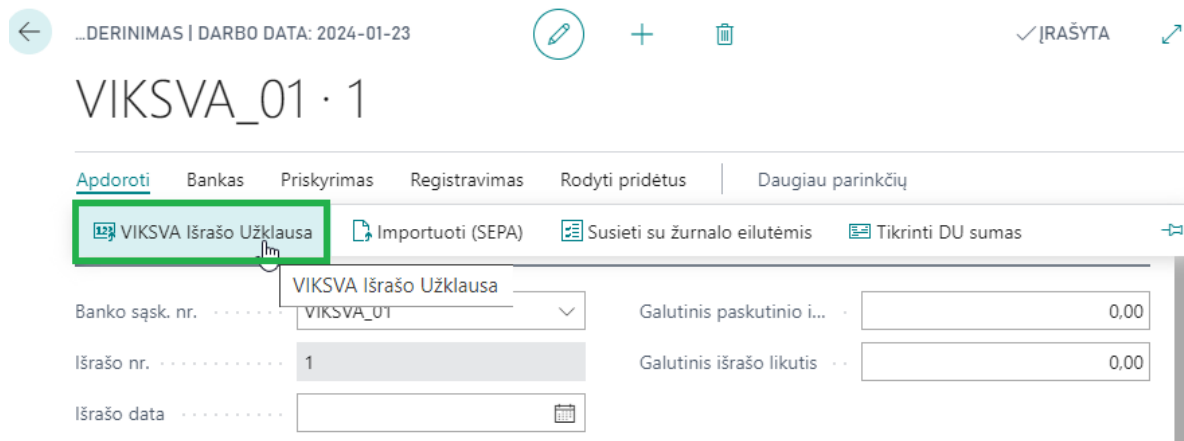 ...DERINIMAS | DARBO DATA: 2024-01-23
ĮRAŠYTA
VIKSVA_01 · 1
Apdoroti Bankas Priskyrimas Registravimas Rodyti pridėtus Daugiau parinkčių
VIKSVA Išrašo Užklausa Importuoti (SEPA) Susieti su žurnalo eilutėmis Tikrinti DU sumas
VIKSVA Išrašo Užklausa
Banko sąsk. nr. VIKSVA_01 Galutinis paskutinio i... 0,00
Išrašo nr. 1 Galutinis išrašo likutis 0,00
Išrašo data